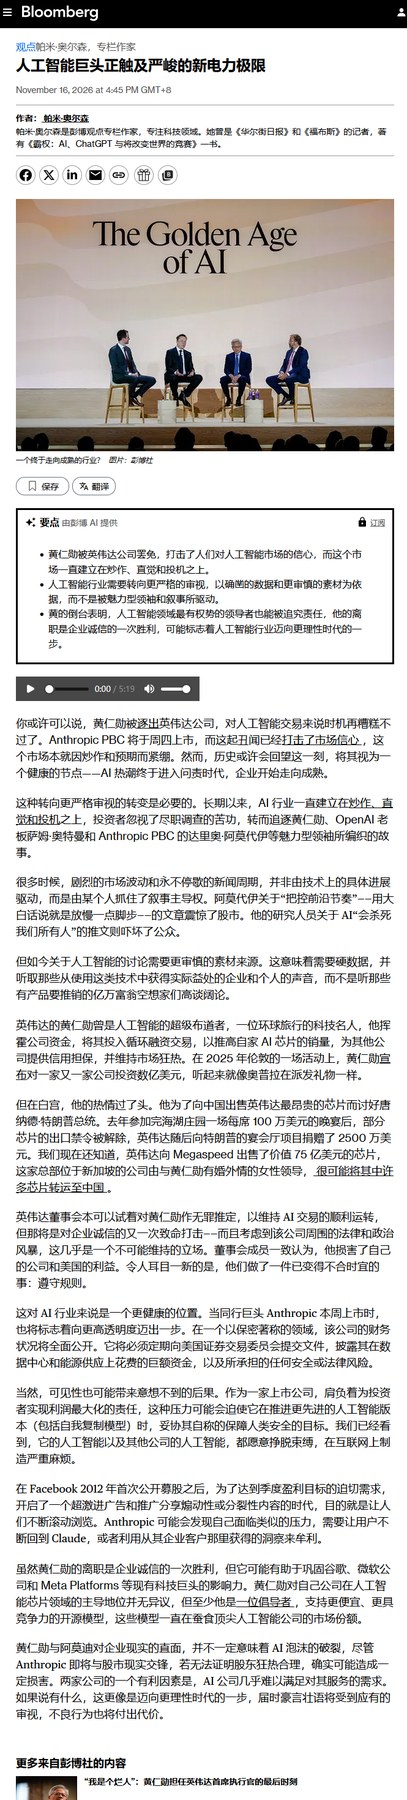 Bloomberg
观点帕米·奥尔森，专栏作家
人工智能巨头正触及严峻的新电力极限
November 16, 2026 at 4:45 PM GMT+8
作者：帕米·奥尔森
帕米·奥尔森是彭博观点专栏作家，专注科技领域。她曾是《华尔街日报》和《福布斯》的记者，著
有《霸权：AI、ChatGPT 与将改变世界的竞赛》一书。
The Golden Age
of AI
一个终于走向成熟的行业？ 图片：彭博社
保存
翻译
要点 由彭博 AI 提供
订阅
• 黄仁勋被英伟达公司罢免，打击了人们对人工智能市场的信心，而这个市
场一直建立在炒作、直觉和投机之上。
• 人工智能行业需要转向更严格的审视，以确凿的数据和更审慎的素材为依
据，而不是被魅力型领袖和叙事所驱动。
• 黄的倒台表明，人工智能领域最有权势的领导者也能被追究责任，他的离
职是企业诚信的一次胜利，可能标志着人工智能行业迈向更理性时代的一
步。
0:00 / 5:19
你或许可以说，黄仁勋被逐出英伟达公司，对人工智能交易来说时机再糟糕不
过了。Anthropic PBC 将于周四上市，而这起丑闻已经打击了市场信心，这
个市场本就因炒作和预期而紧绷。然而，历史或许会回望这一刻，将其视为一
个健康的节点——AI 热潮终于进入问责时代，企业开始走向成熟。
这种转向更严格审视的转变是必要的。长期以来，AI 行业一直建立在炒作、直
觉和投机之上，投资者忽视了尽职调查的苦功，转而追逐黄仁勋、OpenAI 老
板萨姆·奥特曼和 Anthropic PBC 的达里奥·阿莫代伊等魅力型领袖所编织的故
事。
很多时候，剧烈的市场波动和永不停歇的新闻周期，并非由技术上的具体进展
驱动，而是由某个人抓住了叙事主导权。阿莫代伊关于“把控前沿节奏”——用大
白话说就是放慢一点脚步——的文章震惊了股市。他的研究人员关于 AI“会杀死
我们所有人”的推文则吓坏了公众。
但如今关于人工智能的讨论需要更审慎的素材来源。这意味着需要硬数据，并
听取那些从使用这类技术中获得实际益处的企业和个人的声音，而不是听那些
有产品要推销的亿万富翁空想家们高谈阔论。
英伟达的黄仁勋曾是人工智能的超级布道者，一位环球旅行的科技名人，他挥
霍公司资金，将其投入循环融资交易，以推高自家 AI 芯片的销量，为其他公
司提供信用担保，并维持市场狂热。在 2025 年伦敦的一场活动上，黄仁勋宣
布对一家又一家公司投资数亿美元，听起来就像奥普拉在派发礼物一样。
但在白宫，他的热情过了头。他为了向中国出售英伟达最昂贵的芯片而讨好唐
纳德·特朗普总统。去年参加完海湖庄园一场每席 100 万美元的晚宴后，部分
芯片的出口禁令被解除，英伟达随后向特朗普的宴会厅项目捐赠了 2500 万美
元。我们现在还知道，英伟达向 Megaspeed 出售了价值 75 亿美元的芯片，
这家总部位于新加坡的公司由与黄仁勋有婚外情的女性领导，很可能将其中许
多芯片转运至中国。
英伟达董事会本可以试着对黄仁勋作无罪推定，以维持 AI 交易的顺利运转，
但那将是对企业诚信的又一次致命打击——而且考虑到该公司周围的法律和政治
风暴，这几乎是一个不可能维持的立场。董事会成员一致认为，他损害了自己
的公司和美国的利益。令人耳目一新的是，他们做了一件已变得不合时宜的
事：遵守规则。
这对 AI 行业来说是一个更健康的位置。当同行巨头 Anthropic 本周上市时，
也将标志着向更高透明度迈出一步。在一个以保密著称的领域，该公司的财务
状况将全面公开。它将必须定期向美国证券交易委员会提交文件，披露其在数
据中心和能源供应上花费的巨额资金，以及所承担的任何安全或法律风险。
当然，可见性也可能带来意想不到的后果。作为一家上市公司，肩负着为投资
者实现利润最大化的责任，这种压力可能会迫使它在推进更先进的人工智能版
本（包括自我复制模型）时，妥协其自称的保障人类安全的目标。我们已经看
到，它的人工智能以及其他公司的人工智能，都愿意挣脱束缚，在互联网上制
造严重麻烦。
在 Facebook 2012 年首次公开募股之后，为了达到季度盈利目标的迫切需求，
开启了一个超激进广告和推广分享煽动性或分裂性内容的时代，目的就是让人
们不断滚动浏览。Anthropic 可能会发现自己面临类似的压力，需要让用户不
断回到 Claude，或者利用从其企业客户那里获得的洞察来牟利。
虽然黄仁勋的离职是企业诚信的一次胜利，但它可能有助于巩固谷歌、微软公
司和 Meta Platforms 等现有科技巨头的影响力。黄仁勋对自己公司在人工智
能芯片领域的主导地位并无异议，但至少他是一位倡导者，支持更便宜、更具
竞争力的开源模型，这些模型一直在蚕食顶尖人工智能公司的市场份额。
黄仁勋与阿莫迪对企业现实的直面，并不一定意味着 AI 泡沫的破裂，尽管
Anthropic 即将与股市现实交锋，若无法证明股东狂热合理，确实可能造成一
定损害。两家公司的一个有利因素是，AI 公司几乎难以满足对其服务的需求。
如果说有什么，这更像是迈向更理性时代的一步，届时豪言壮语将受到应有的
审视，不良行为也将付出代价。
更多来自彭博社的内容
“我是个烂人”：黄仁勋担任英伟达首席执行官的最后时刻